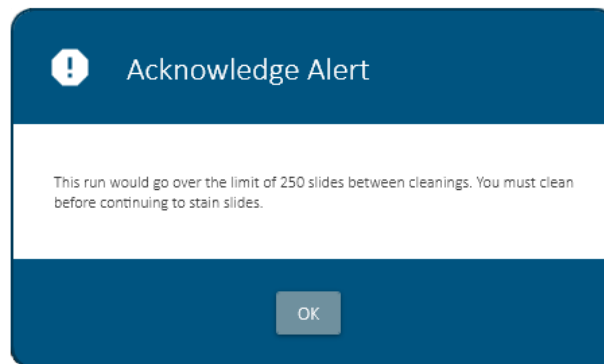 Acknowledge Alert
This run would go over the limit of 250 slides between cleanings. You must clean
before continuing to stain slides.
OK